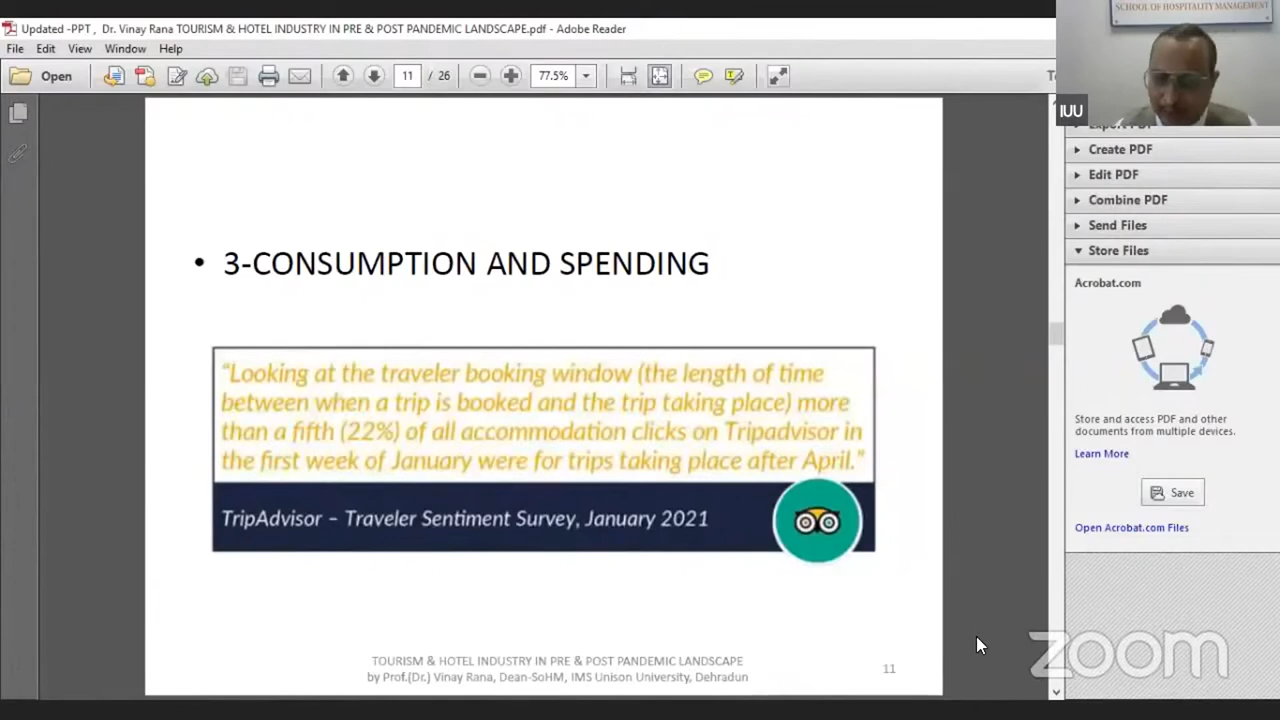 Updated -PPT , Dr. Vinay Rana TOURISM & HOTEL INDUSTRY IN PRE & POST PANDEMIC LANDSCAPE.pdf - Adobe Reader
File Edit View Window Help
Open 11 / 26 77.5%
SCHOOL OF HOSPITALITY MANAGEMENT
IUU
Export PDF
Create PDF
Edit PDF
Combine PDF
Send Files
Store Files
Acrobat.com
Store and access PDF and other
documents from multiple devices.
Learn More
Save
Open Acrobat.com Files
• 3-CONSUMPTION AND SPENDING
“Looking at the traveler booking window (the length of time
between when a trip is booked and the trip taking place) more
than a fifth (22%) of all accommodation clicks on Tripadvisor in
the first week of January were for trips taking place after April.”
TripAdvisor – Traveler Sentiment Survey, January 2021
TOURISM & HOTEL INDUSTRY IN PRE & POST PANDEMIC LANDSCAPE
by Prof.(Dr.) Vinay Rana, Dean-SoHM, IMS Unison University, Dehradun
11
zoom